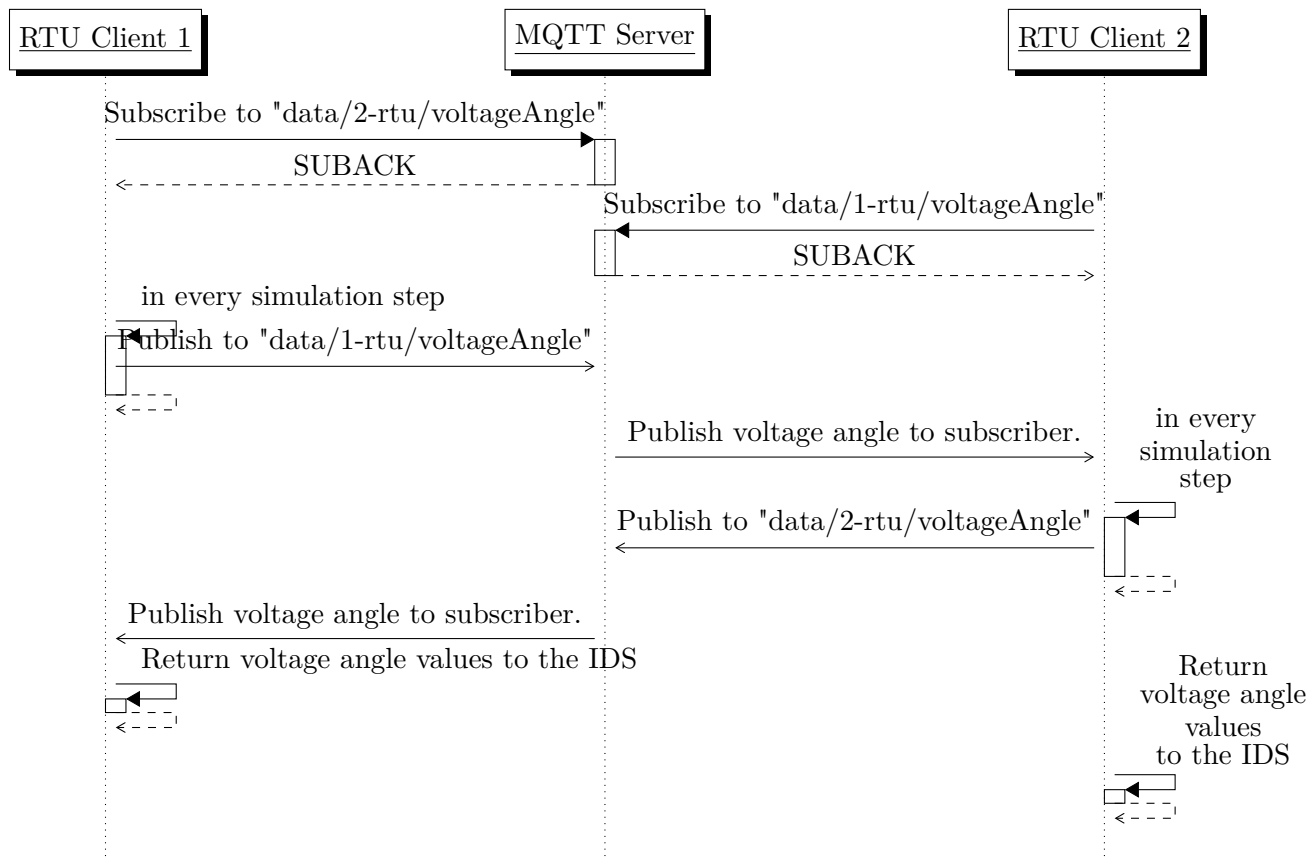 RTU Client 1
MQTT Server
RTU Client 2
Subscribe to "data/2-rtu/voltageAngle"
SUBACK
Subscribe to "data/1-rtu/voltageAngle"
SUBACK
in every simulation step
Publish to "data/1-rtu/voltageAngle"
Publish voltage angle to subscriber.
in every
simulation
step
Publish to "data/2-rtu/voltageAngle"
Publish voltage angle to subscriber.
Return voltage angle values to the IDS
Return
voltage angle
values
to the IDS